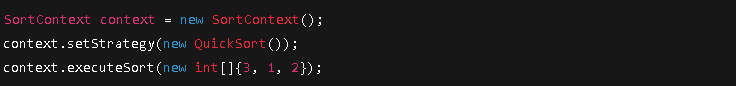 SortContext context = new SortContext();
context.setStrategy(new QuickSort());
context.executeSort(new int[]{3, 1, 2});